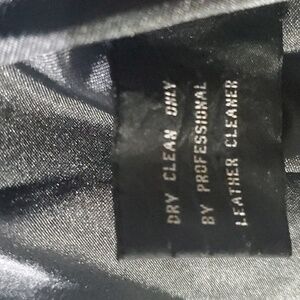 DRY CLEAN ONLY
BY PROFESSIONAL
LEATHER CLEANER